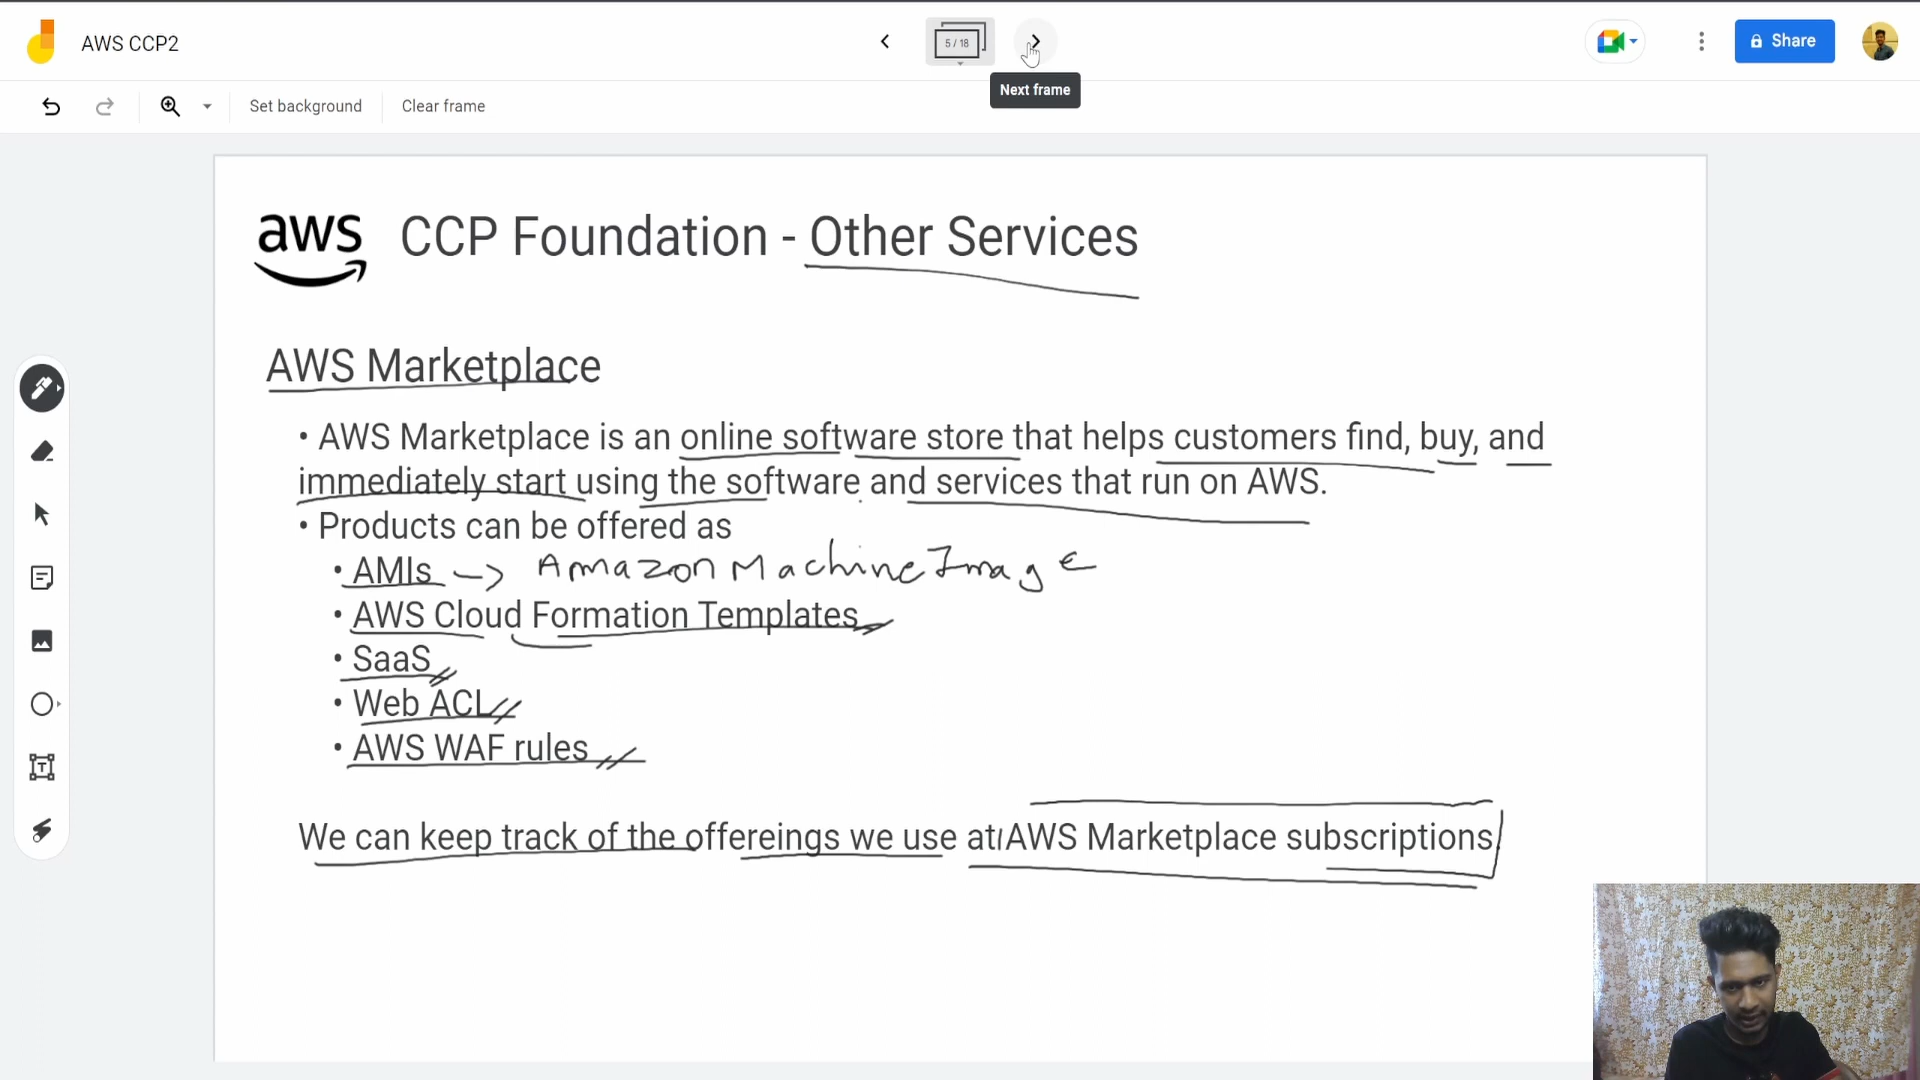 AWS CCP2
5 / 18
Share
Next frame
Set background
Clear frame
aws CCP Foundation - Other Services
AWS Marketplace
• AWS Marketplace is an online software store that helps customers find, buy, and
immediately start using the software and services that run on AWS.
• Products can be offered as
• AMIs -> Amazon Machine Image
• AWS Cloud Formation Templates
• SaaS
• Web ACL
• AWS WAF rules
We can keep track of the offereings we use at AWS Marketplace subscriptions